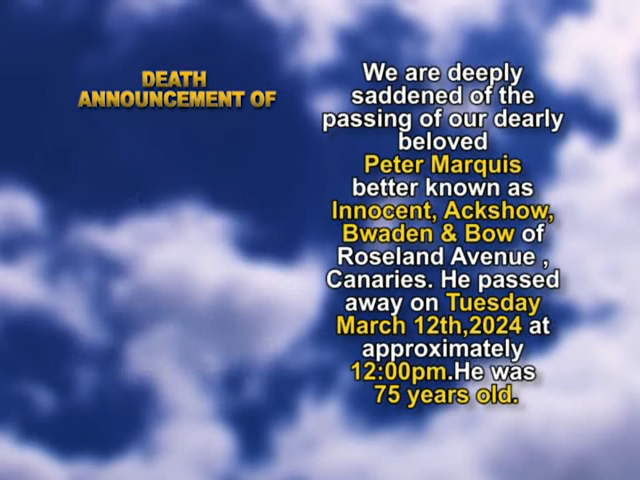 DEATH
ANNOUNCEMENT OF
We are deeply
saddened of the
passing of our dearly
beloved
Peter Marquis
better known as
Innocent, Ackshow,
Bwaden & Bow of
Roseland Avenue ,
Canaries. He passed
away on Tuesday
March 12th,2024 at
approximately
12:00pm.He was
75 years old.